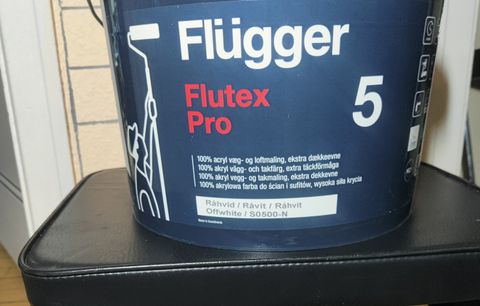 Flügger
Flutex
Pro
5
100% acryl væg- og loftmaling, ekstra dækkeevne
100% akryl vägg- och takfärg, extra täckförmåga
100% akryl vegg- og takmaling, ekstra dekkevne
100% akrylowa farba do ścian i sufitów, wysoka siła krycia
Råhvid / Råvit / Råhvit
Offwhite / S0500-N